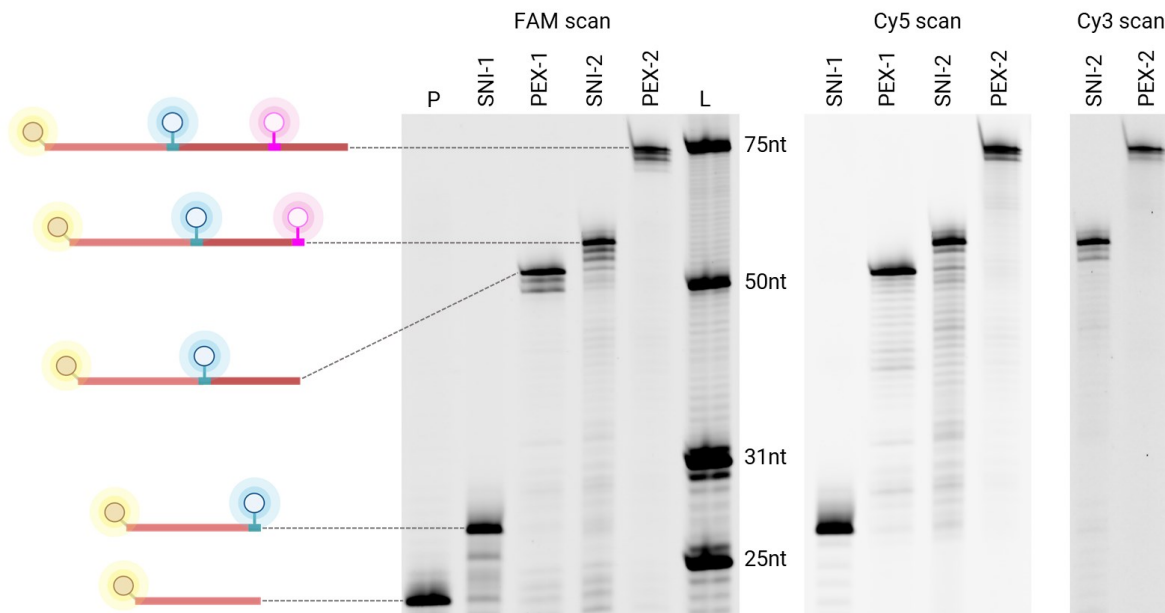 FAM scan Cy5 scan Cy3 scan
P SNI-1 PEX-1 SNI-2 PEX-2 L SNI-1 PEX-1 SNI-2 PEX-2 SNI-2 PEX-2
75nt
50nt
31nt
25nt